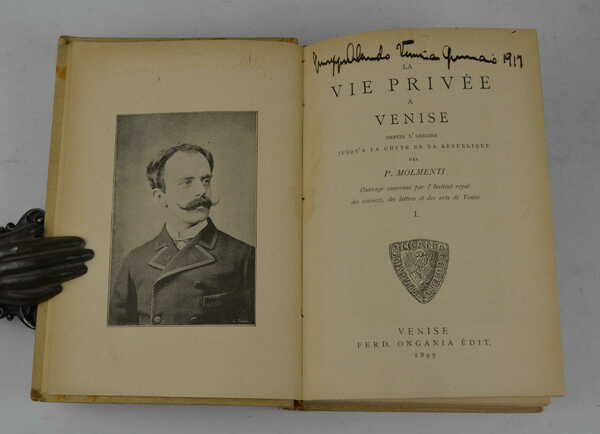 Venezia Gennaio 1917
LA
VIE PRIVÉE
A
VENISE
DEPUIS L'ORIGINE
JUSQU'A LA CHUTE DE LA RÉPUBLIQUE
PAR
P. MOLMENTI
Ouvrage couronné par l'Institut royal
des sciences, des lettres et des arts de Venise
I.
VENISE
FERD. ONGANIA ÉDIT.